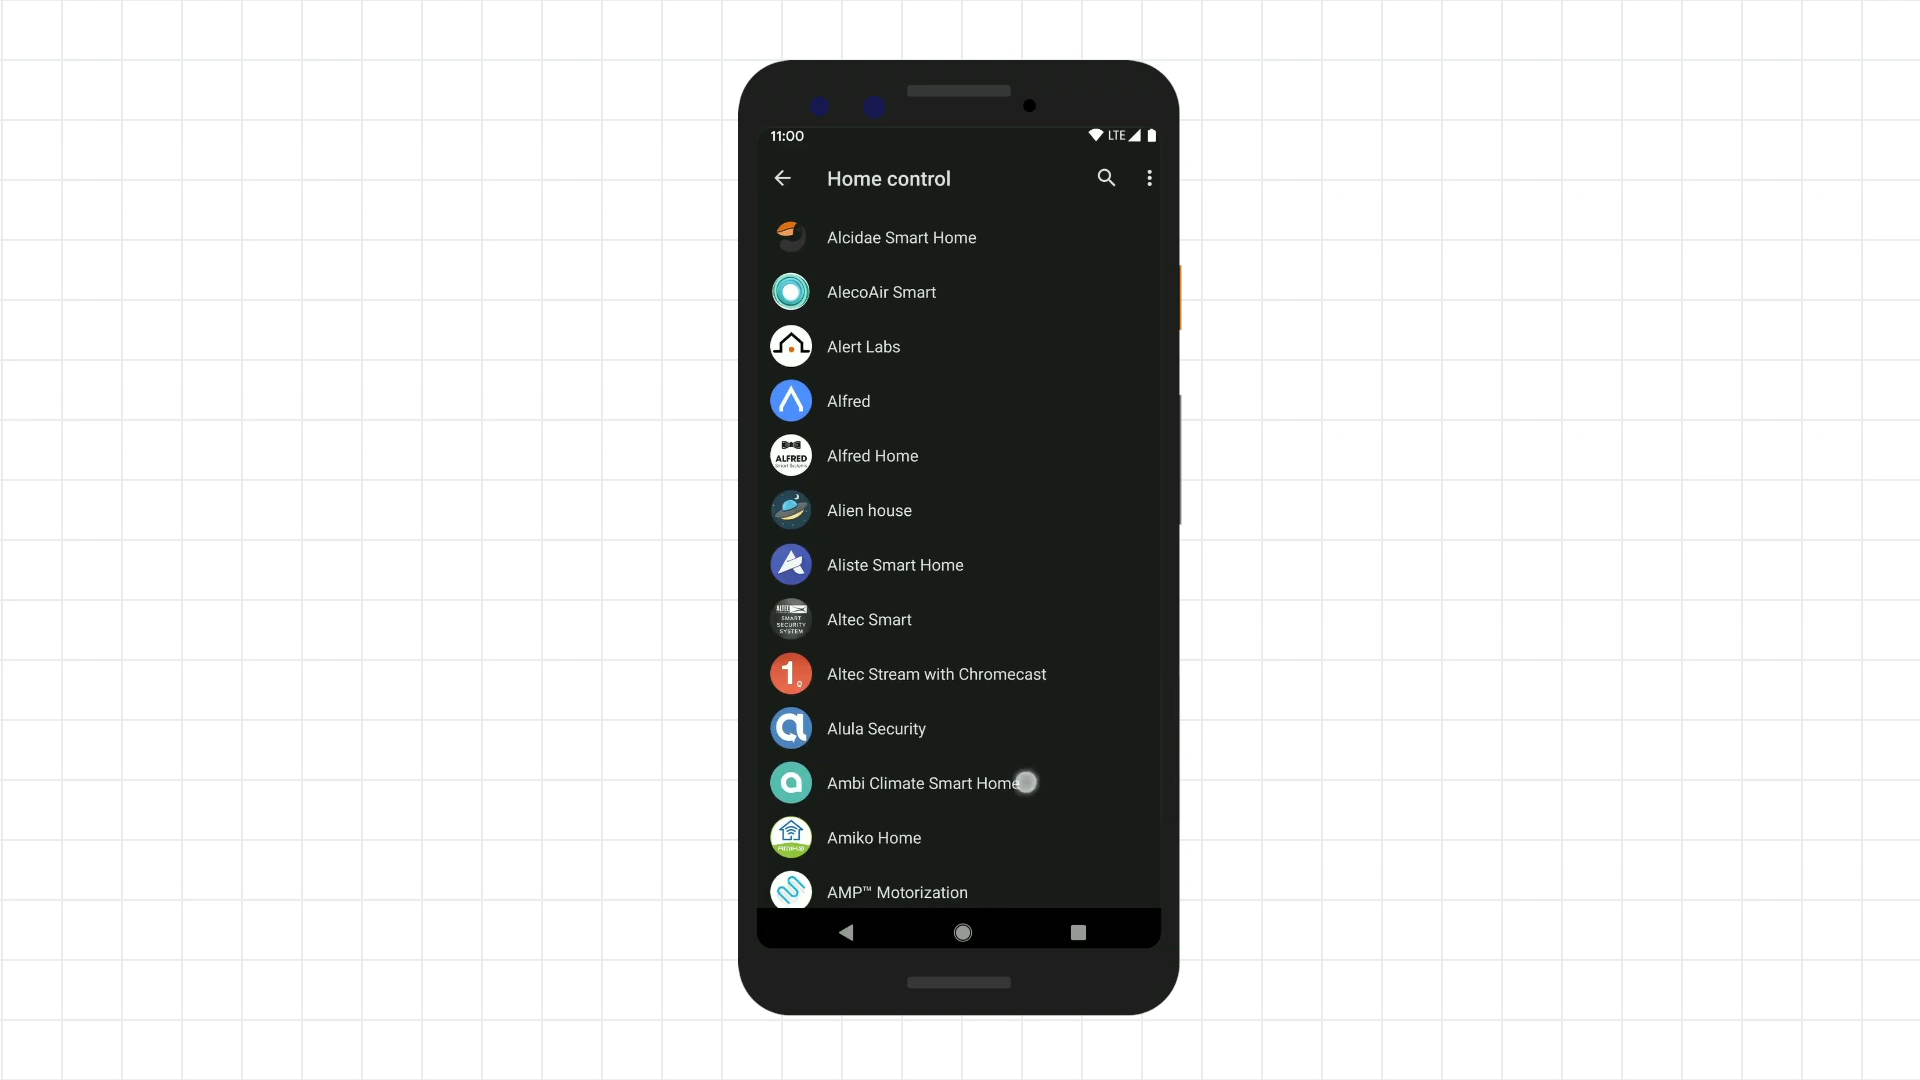 11:00
LTE
Home control
Alcidae Smart Home
AlecoAir Smart
Alert Labs
Alfred
ALFRED
Alfred Home
Alien house
Aliste Smart Home
ALTEC
SMART
SECURITY
SYSTEM
Altec Smart
1
Altec Stream with Chromecast
Alula Security
Ambi Climate Smart Home
Amiko Home
AMP™ Motorization